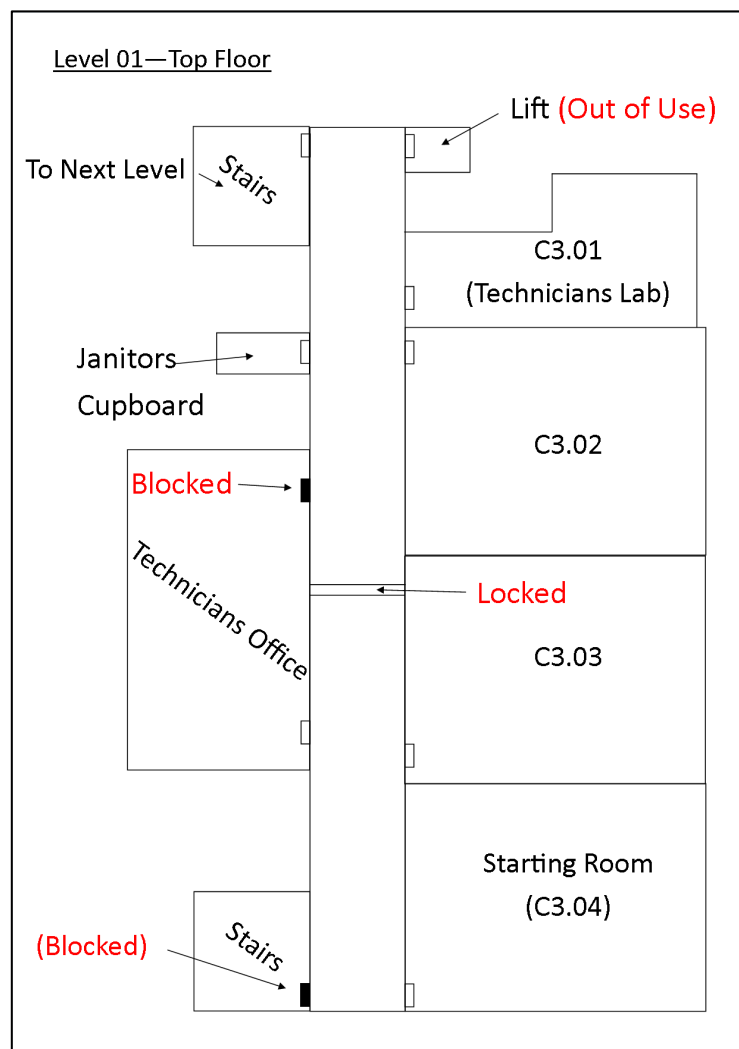 Level 01—Top Floor
Lift (Out of Use)
To Next Level
Stairs
C3.01
(Technicians Lab)
Janitors
Cupboard
C3.02
Blocked
Technicians Office
Locked
C3.03
Starting Room
(C3.04)
(Blocked)
Stairs